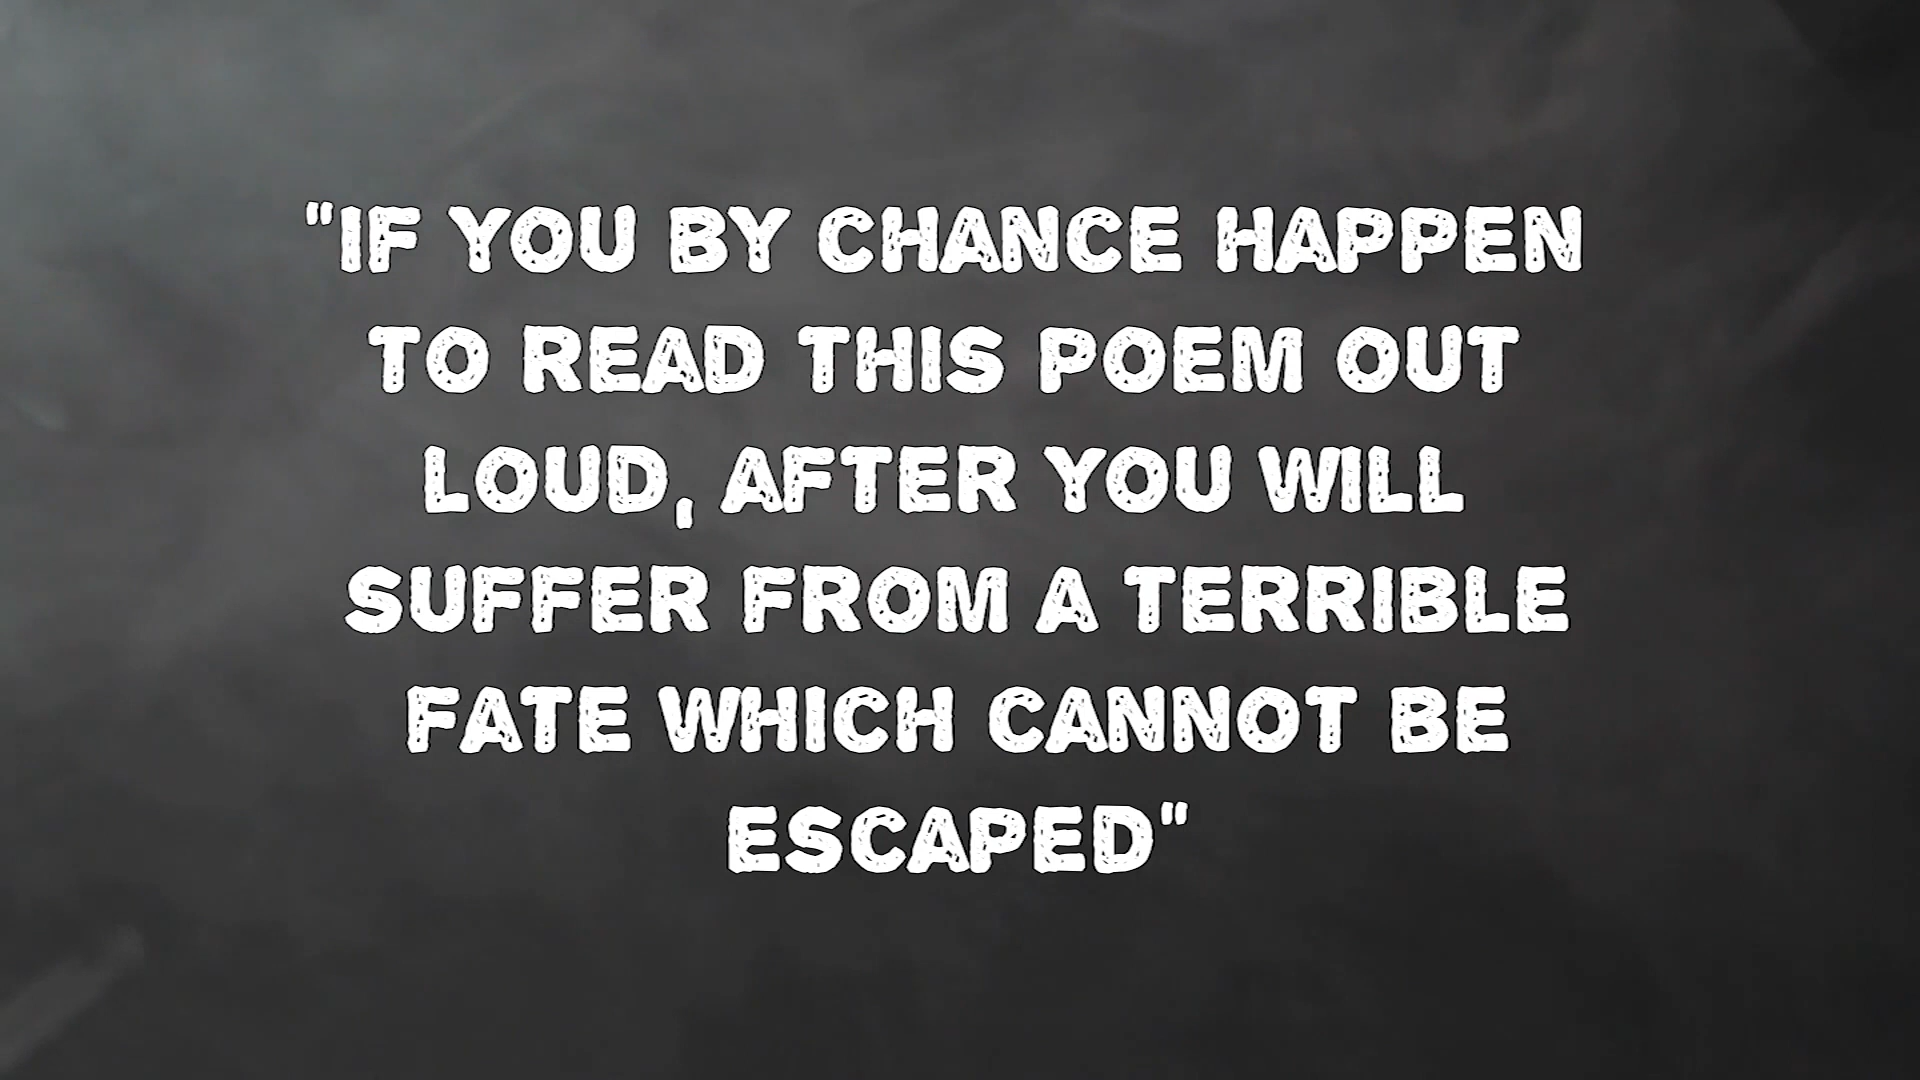 "IF YOU BY CHANCE HAPPEN
TO READ THIS POEM OUT
LOUD, AFTER YOU WILL
SUFFER FROM A TERRIBLE
FATE WHICH CANNOT BE
ESCAPED"